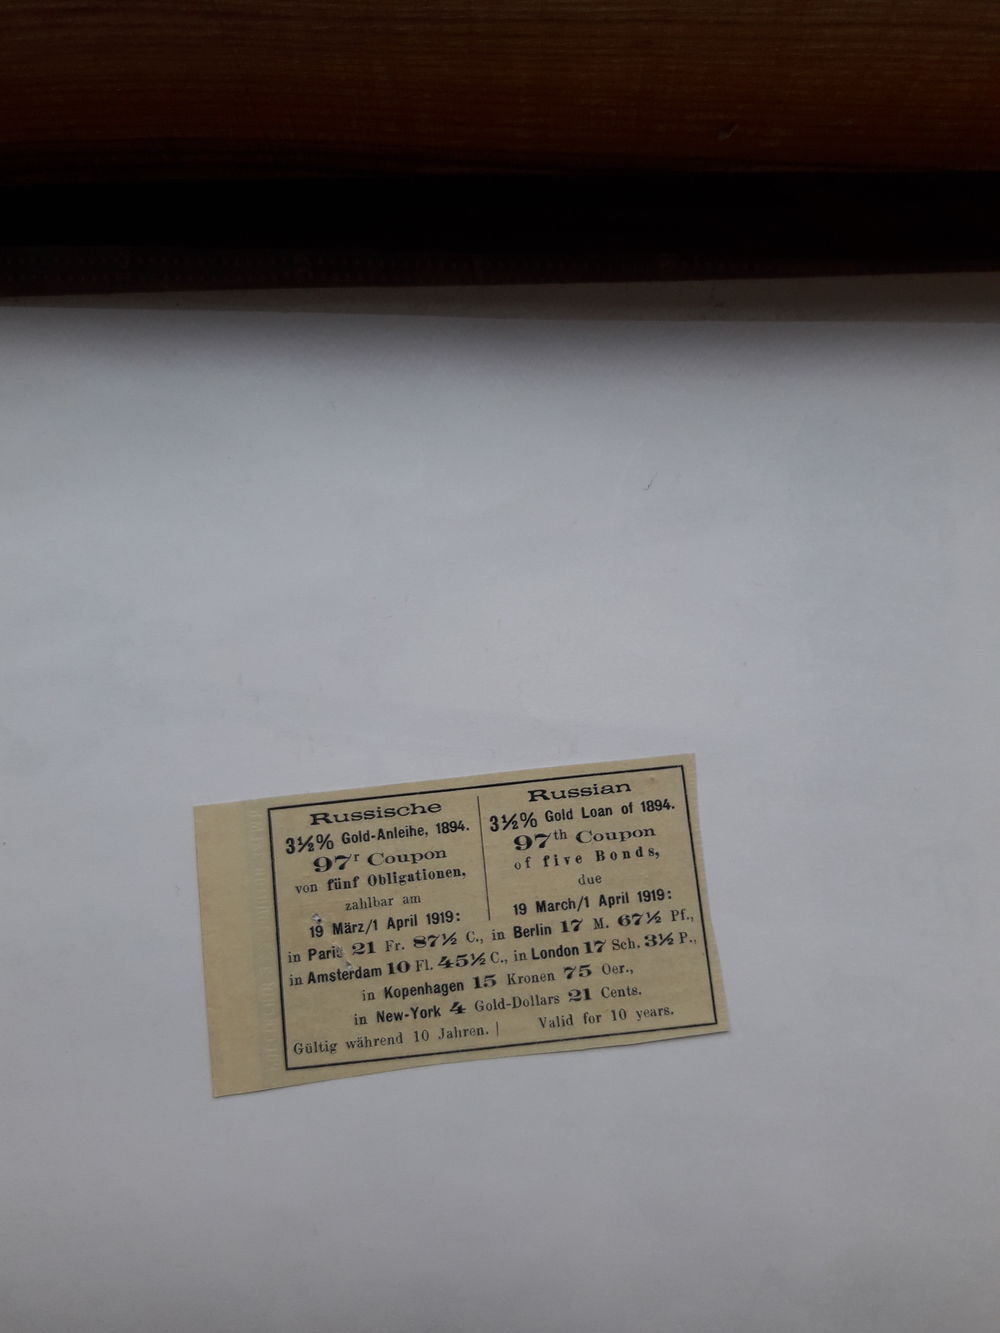 Russische
3½% Gold-Anleihe, 1894.
97r Coupon
von fünf Obligationen,
zahlbar am
19 März/1 April 1919:
Russian
3½% Gold Loan of 1894.
97th Coupon
of five Bonds,
due
19 March/1 April 1919:
in Paris 21 Fr. 87½ C., in Berlin 17 M. 67½ Pf.,
in Amsterdam 10 Fl. 45½ C., in London 17 Sch. 3½ P.,
in Kopenhagen 15 Kronen 75 Oer.,
in New-York 4 Gold-Dollars 21 Cents.
Gültig während 10 Jahren. | Valid for 10 years.